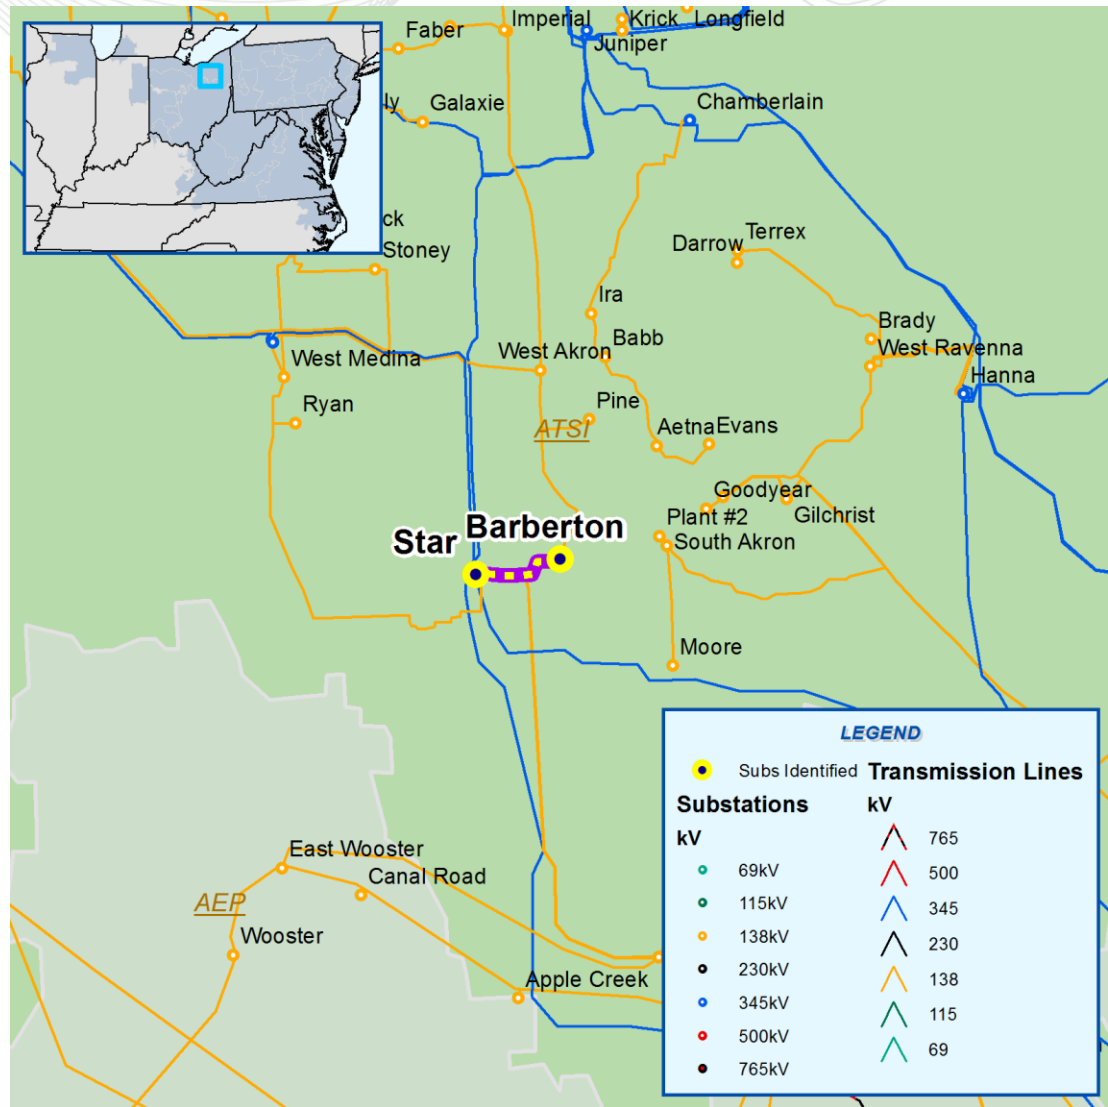 Imperial
Krick
Longfield
Faber
Juniper
ly
Galaxie
Chamberlain
ck
Stoney
Terrex
Darrow
Ira
Brady
Babb
West Akron
West Ravenna
West Medina
Hanna
Ryan
Pine
ATSI
Aetna
Evans
Goodyear
Plant #2
Gilchrist
Star
Barberton
South Akron
Moore
East Wooster
Canal Road
AEP
Wooster
Apple Creek
LEGEND
Subs Identified
Substations
kV
69kV
115kV
138kV
230kV
345kV
500kV
765kV
Transmission Lines
kV
765
500
345
230
138
115
69